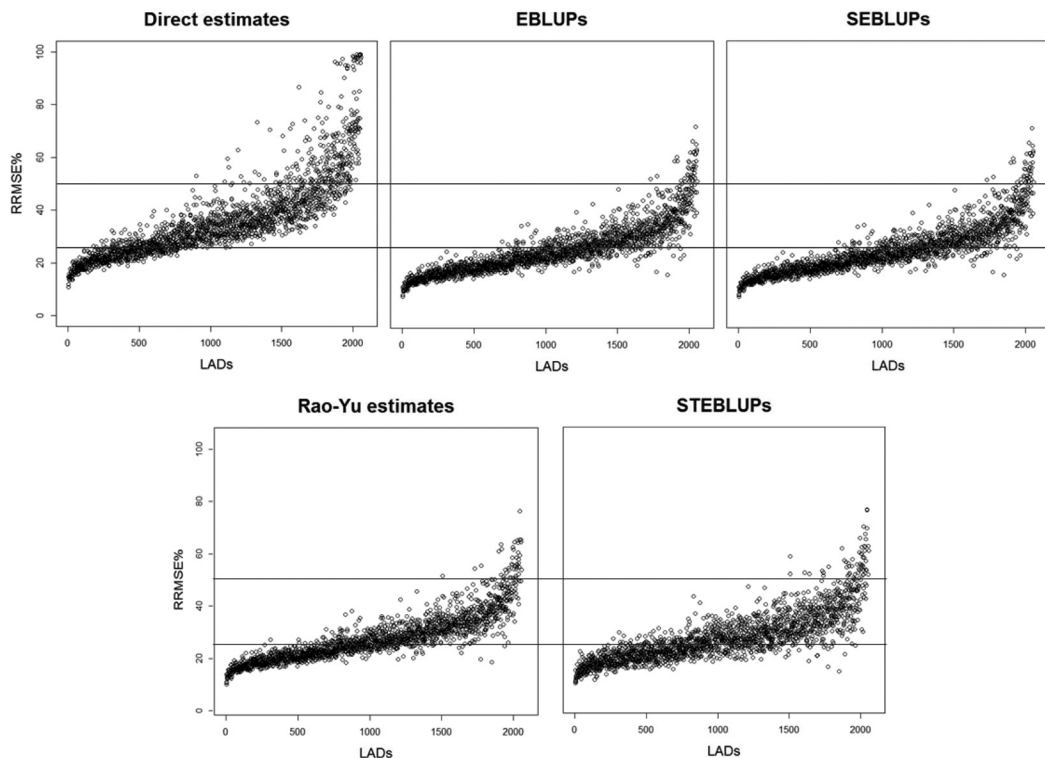 Direct estimates EBLUPs SEBLUPs
RRMSE%
100
80
60
40
20
0
0 500 1000 1500 2000 0 500 1000 1500 2000 0 500 1000 1500 2000
LADs LADs LADs
Rao-Yu estimates STEBLUPs
RRMSE%
100
80
60
40
20
0
0 500 1000 1500 2000 0 500 1000 1500 2000
LADs LADs